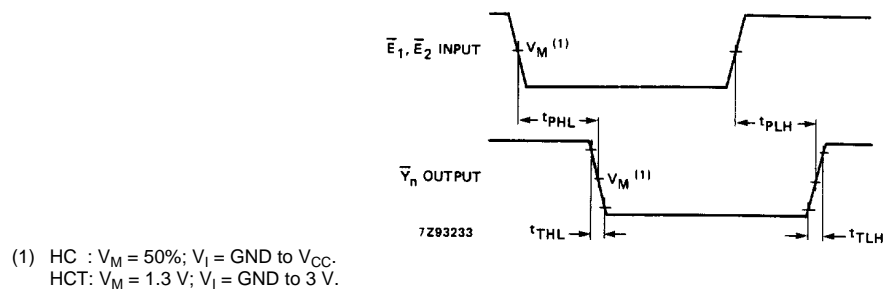 E̅1, E̅2 INPUT
VM (1)
tPHL
tPLH
Y̅n OUTPUT
VM (1)
7Z93233
tTHL
tTLH
(1) HC : VM = 50%; VI = GND to VCC.
HCT: VM = 1.3 V; VI = GND to 3 V.